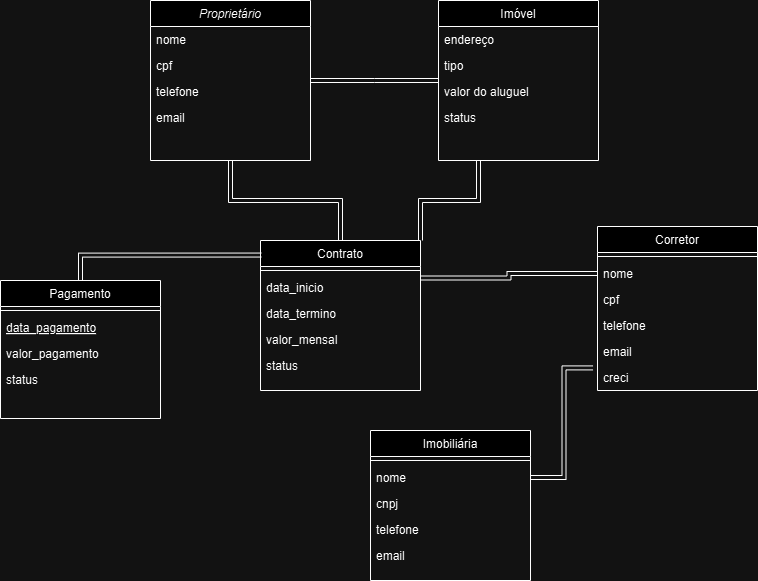 Proprietário
nome
cpf
telefone
email
Imóvel
endereço
tipo
valor do aluguel
status
Contrato
data_inicio
data_termino
valor_mensal
status
Corretor
nome
cpf
telefone
email
creci
Pagamento
data_pagamento
valor_pagamento
status
Imobiliária
nome
cnpj
telefone
email